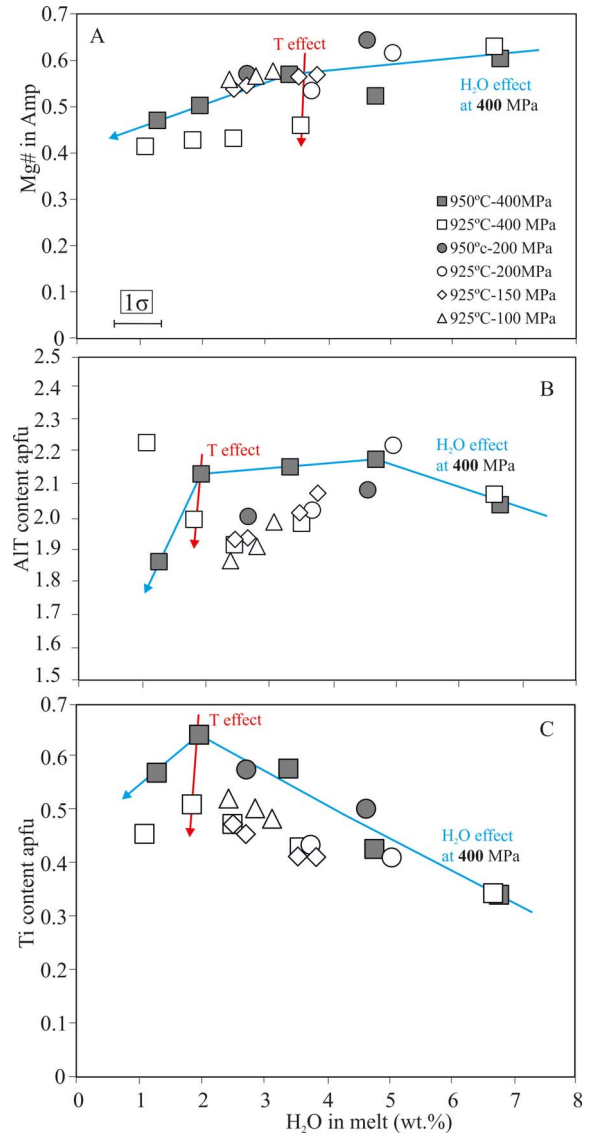 0.7
A
T effect
0.6
H₂O effect
at 400 MPa
0.5
0.4
0.3
0.2
0.1
0
Mg# in Amp
950ºC-400MPa
925ºC-400 MPa
950ºc-200 MPa
925ºC-200MPa
925ºC-150 MPa
925ºC-100 MPa
1σ
2.5
B
2.4
2.3
2.2
2.1
2.0
1.9
1.8
1.7
1.6
1.5
AlT content apfu
T effect
H₂O effect
at 400 MPa
0.7
C
0.6
0.5
0.4
0.3
0.2
0.1
0
Ti content apfu
T effect
H₂O effect
at 400 MPa
0 1 2 3 4 5 6 7 8
H₂O in melt (wt.%)